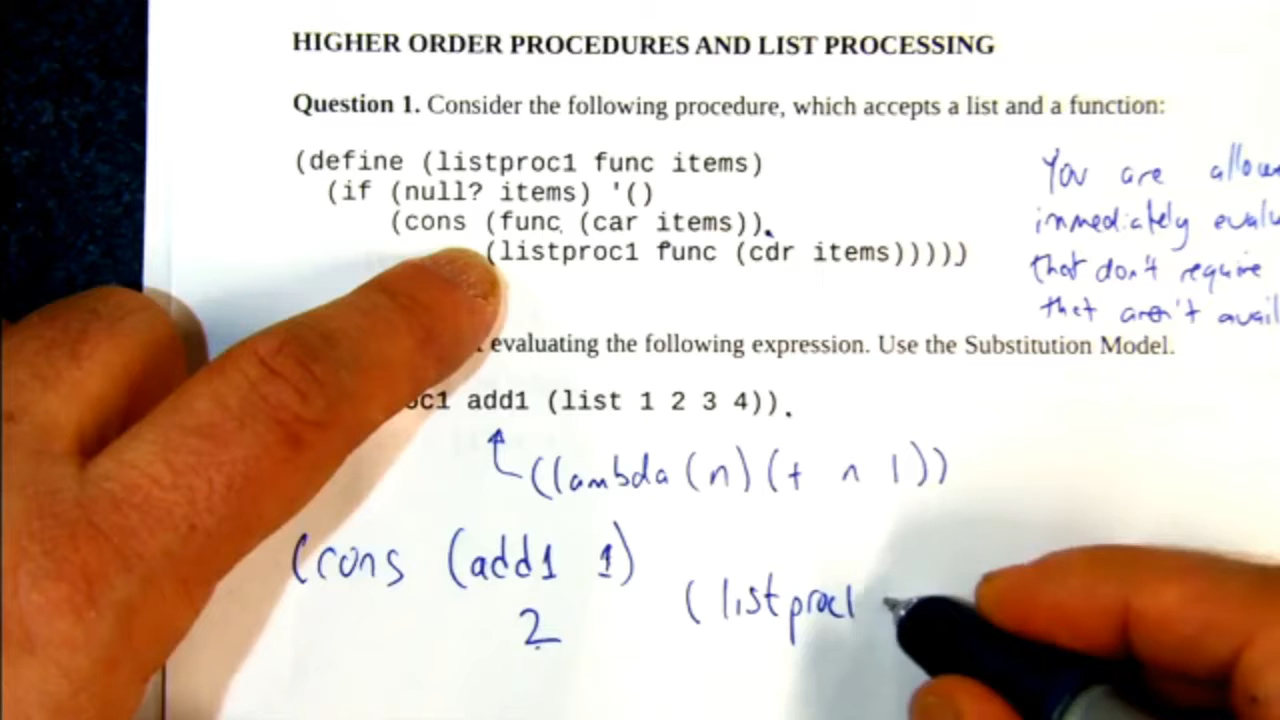 HIGHER ORDER PROCEDURES AND LIST PROCESSING
Question 1. Consider the following procedure, which accepts a list and a function:
(define (listproc1 func items)
(if (null? items) '()
(cons (func (car items))
(listproc1 func (cdr items)))))
You are
immediately
that don't require
that aren't
evaluating the following expression. Use the Substitution Model.
add1 (list 1 2 3 4)).
(lambda (n) (+ n 1))
(cons (add1 1)
2
(listproc1